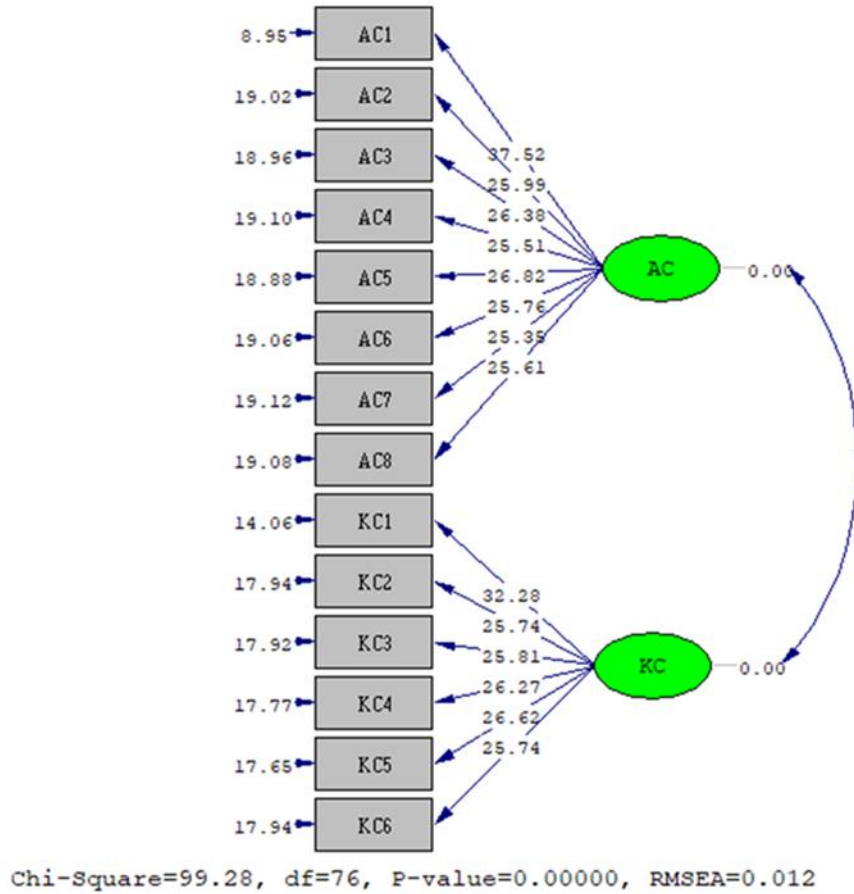 8.95 AC1
19.02 AC2
18.96 AC3
37.52
25.99
26.38
19.10 AC4
25.51
18.88 AC5
26.82
AC 0.00
25.76
19.06 AC6
25.35
25.61
19.12 AC7
19.08 AC8
14.06 KC1
17.94 KC2
32.28
25.74
17.92 KC3
25.81
KC 0.00
26.27
17.77 KC4
26.62
25.74
17.65 KC5
17.94 KC6
Chi-Square=99.28, df=76, P-value=0.00000, RMSEA=0.012